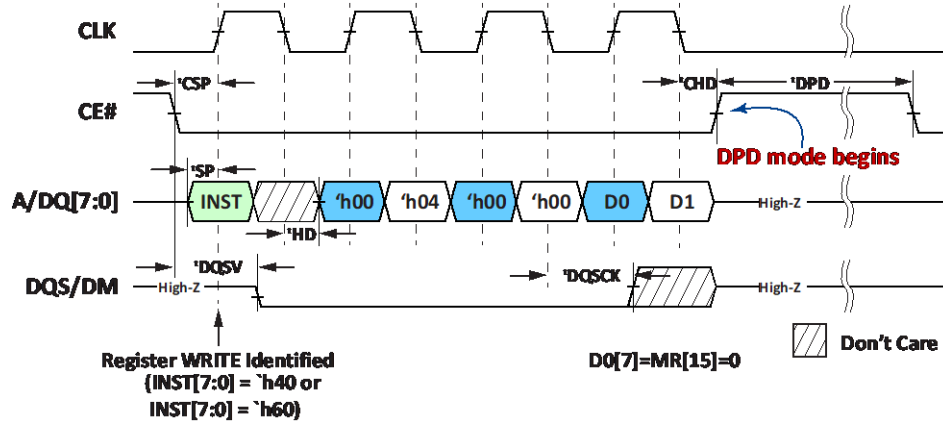 CLK
tCSP
tCHD
tDPD
CE#
DPD mode begins
tSP
A/DQ[7:0]
INST
‘h00
‘h04
‘h00
‘h00
D0
D1
High-Z
tHD
tDQSV
tDQSCK
DQS/DM
High-Z
High-Z
Don't Care
Register WRITE Identified
(INST[7:0] = `h40 or
INST[7:0] = `h60)
D0[7]=MR[15]=0